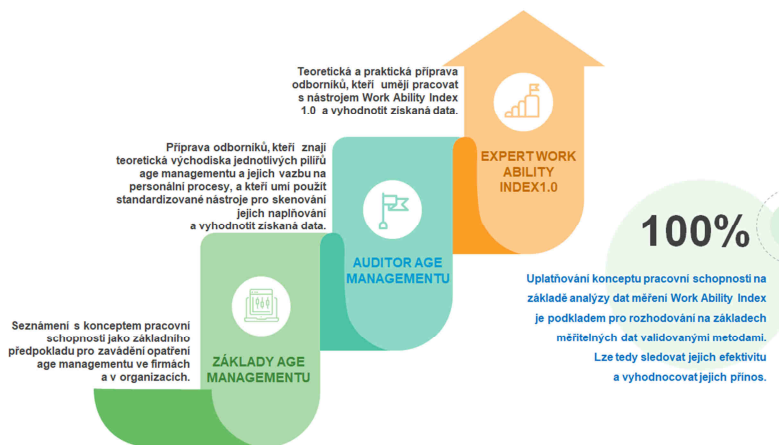 Teoretická a praktická příprava
odborníků, kteří umějí pracovat
s nástrojem Work Ability Index
1.0 a vyhodnotit získaná data.
EXPERT WORK
ABILITY
INDEX1.0
Příprava odborníků, kteří znají
teoretická východiska jednotlivých pilířů
age managementu a jejich vazbu na
personální procesy, a kteří umí použít
standardizované nástroje pro skenování
jejich naplňování
a vyhodnotit získaná data.
AUDITOR AGE
MANAGEMENTU
Seznámení s konceptem pracovní
schopnosti jako základního
předpokladu pro zavádění opatření
age managementu ve firmách
a v organizacích.
ZÁKLADY AGE
MANAGEMENTU
100%
Uplatňování konceptu pracovní schopnosti na
základě analýzy dat měření Work Ability Index
je podkladem pro rozhodování na základech
měřitelných dat validovanými metodami.
Lze tedy sledovat jejich efektivitu
a vyhodnocovat jejich přínos.